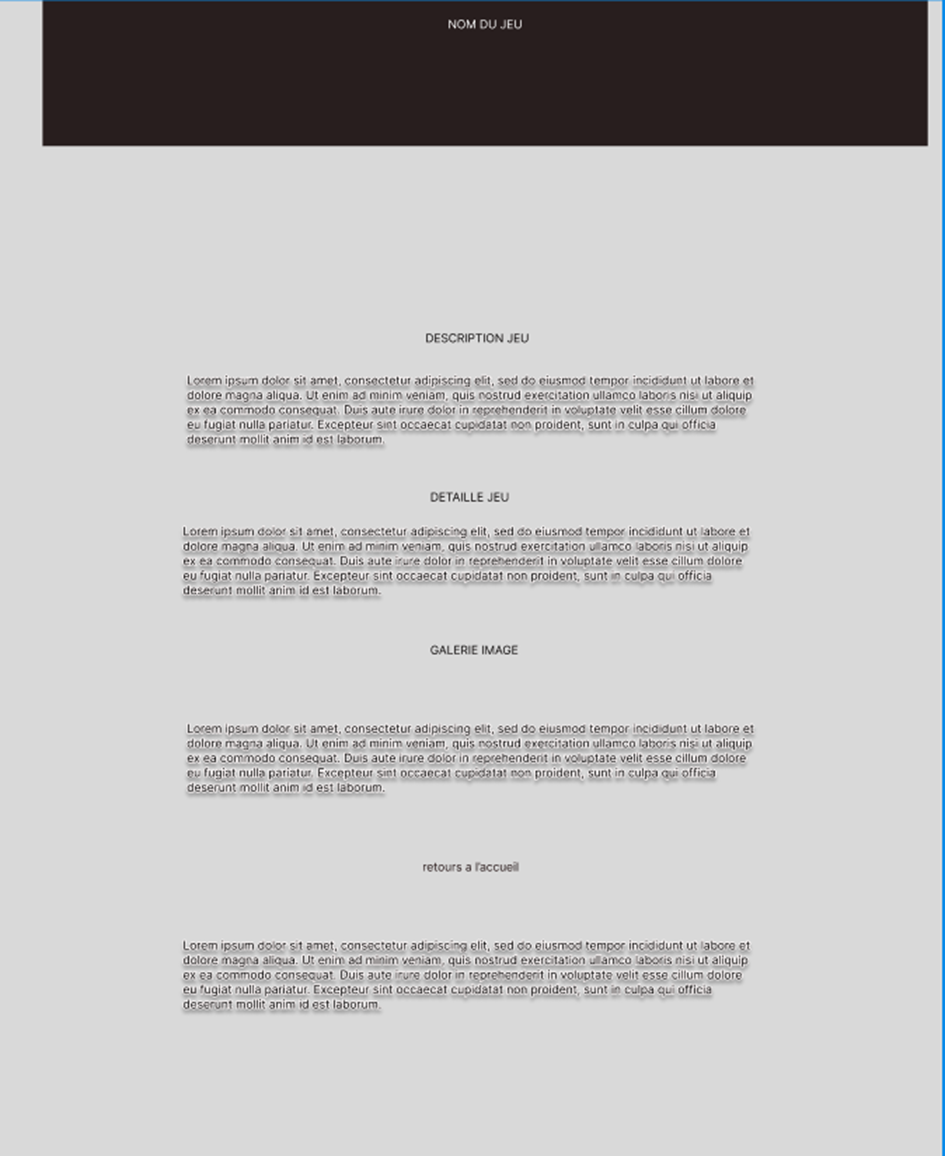 NOM DU JEU
DESCRIPTION JEU
Lorem ipsum dolor sit amet, consectetur adipiscing elit, sed do eiusmod tempor incididunt ut labore et
dolore magna aliqua. Ut enim ad minim veniam, quis nostrud exercitation ullamco laboris nisi ut aliquip
ex ea commodo consequat. Duis aute irure dolor in reprehenderit in voluptate velit esse cillum dolore
eu fugiat nulla pariatur. Excepteur sint occaecat cupidatat non proident, sunt in culpa qui officia
deserunt mollit anim id est laborum.
DETAILLE JEU
Lorem ipsum dolor sit amet, consectetur adipiscing elit, sed do eiusmod tempor incididunt ut labore et
dolore magna aliqua. Ut enim ad minim veniam, quis nostrud exercitation ullamco laboris nisi ut aliquip
ex ea commodo consequat. Duis aute irure dolor in reprehenderit in voluptate velit esse cillum dolore
eu fugiat nulla pariatur. Excepteur sint occaecat cupidatat non proident, sunt in culpa qui officia
deserunt mollit anim id est laborum.
GALERIE IMAGE
Lorem ipsum dolor sit amet, consectetur adipiscing elit, sed do eiusmod tempor incididunt ut labore et
dolore magna aliqua. Ut enim ad minim veniam, quis nostrud exercitation ullamco laboris nisi ut aliquip
ex ea commodo consequat. Duis aute irure dolor in reprehenderit in voluptate velit esse cillum dolore
eu fugiat nulla pariatur. Excepteur sint occaecat cupidatat non proident, sunt in culpa qui officia
deserunt mollit anim id est laborum.
retours a l'accueil
Lorem ipsum dolor sit amet, consectetur adipiscing elit, sed do eiusmod tempor incididunt ut labore et
dolore magna aliqua. Ut enim ad minim veniam, quis nostrud exercitation ullamco laboris nisi ut aliquip
ex ea commodo consequat. Duis aute irure dolor in reprehenderit in voluptate velit esse cillum dolore
eu fugiat nulla pariatur. Excepteur sint occaecat cupidatat non proident, sunt in culpa qui officia
deserunt mollit anim id est laborum.